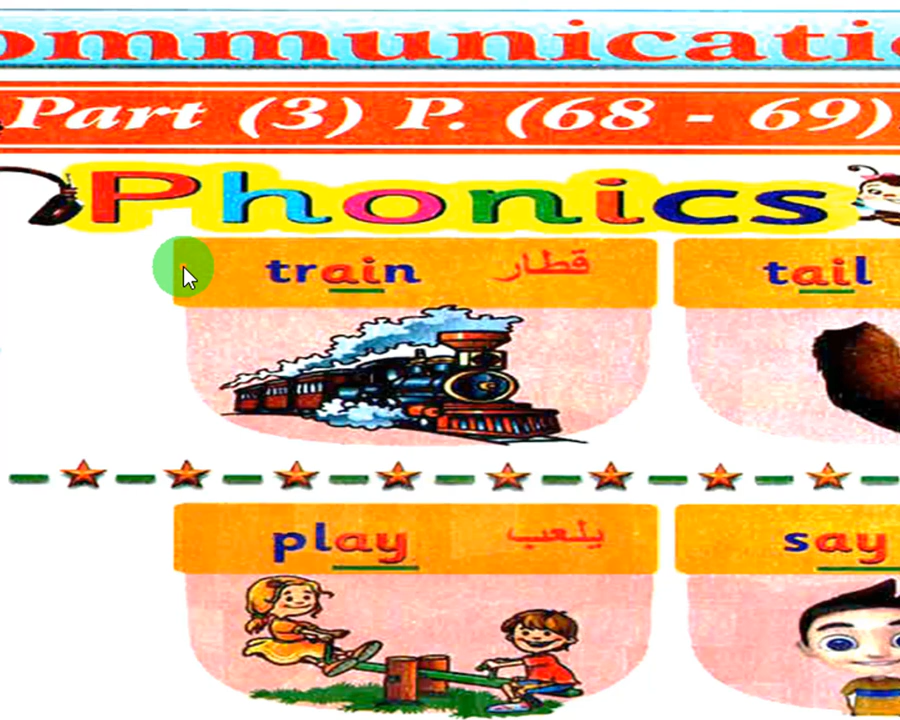 ommunicatio
Part (3) P. (68 - 69)
Phonics
train قطار
tail
play يلعب
say